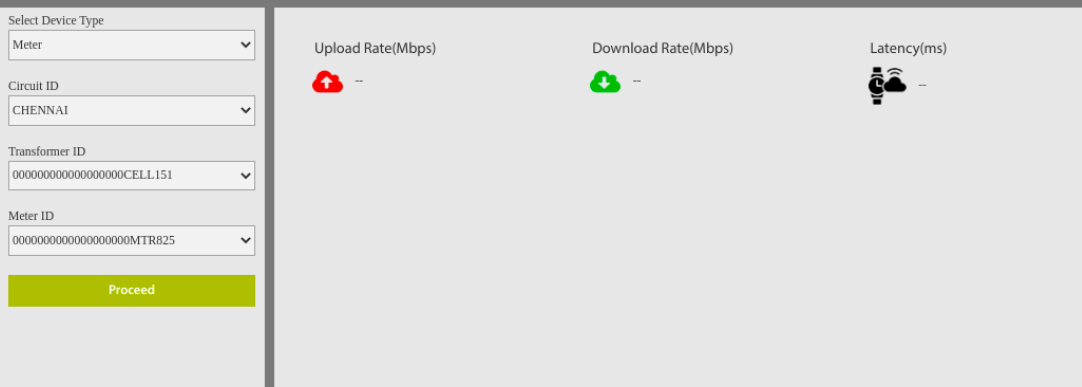 Select Device Type
Meter
Circuit ID
CHENNAI
Transformer ID
000000000000000000CELL151
Meter ID
0000000000000000000MTR825
Proceed
Upload Rate(Mbps)
--
Download Rate(Mbps)
--
Latency(ms)
--